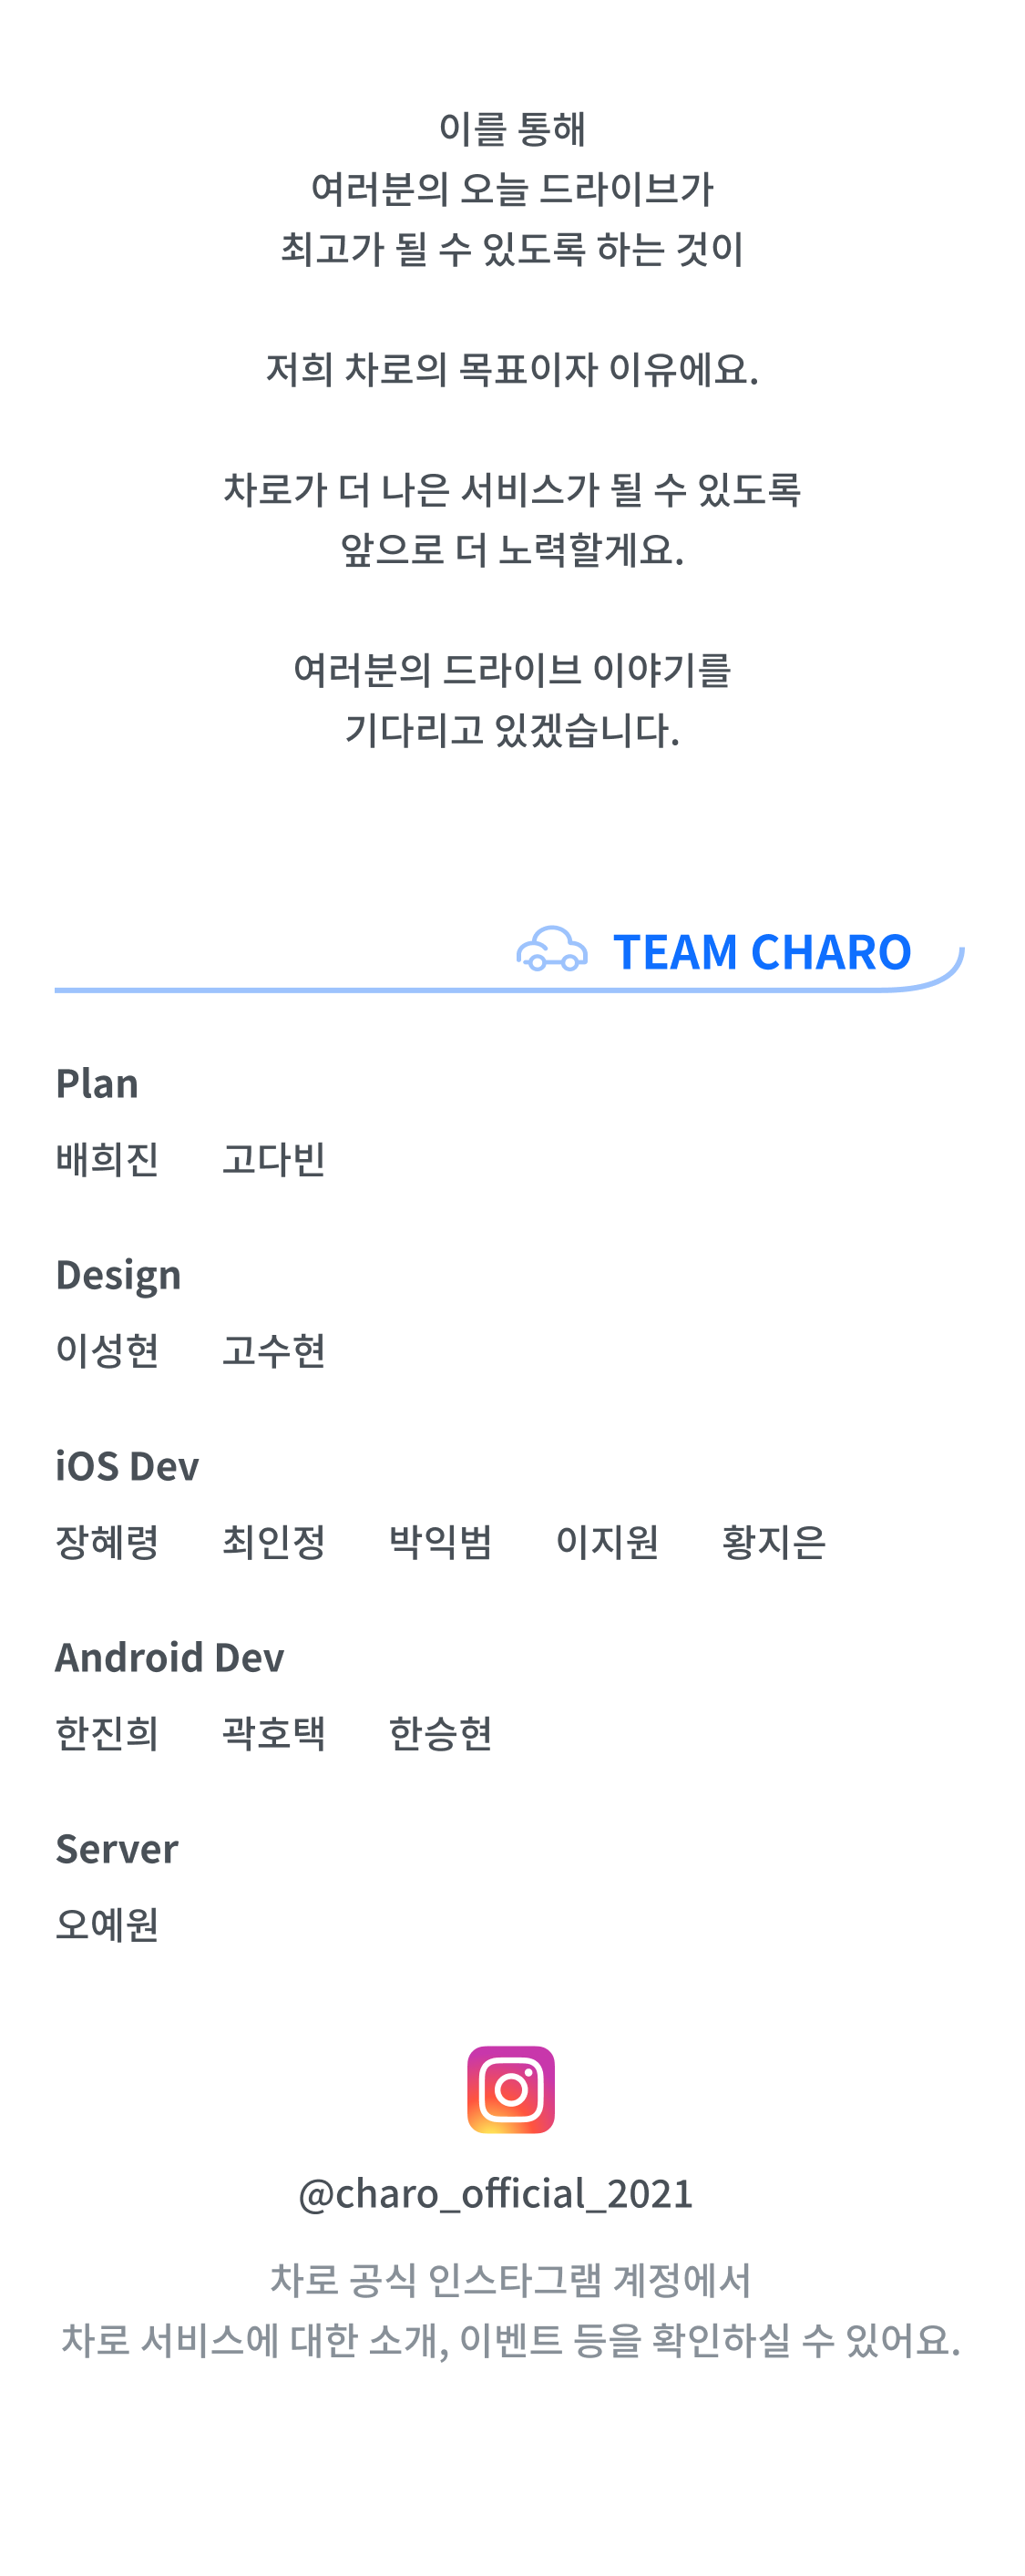 이를 통해
여러분의 오늘 드라이브가
최고가 될 수 있도록 하는 것이
저희 차로의 목표이자 이유에요.
차로가 더 나은 서비스가 될 수 있도록
앞으로 더 노력할게요.
여러분의 드라이브 이야기를
기다리고 있겠습니다.
TEAM CHARO
Plan
배희진 고다빈
Design
이성현 고수현
iOS Dev
장혜령 최인정 박익범 이지원 황지은
Android Dev
한진희 곽호택 한승현
Server
오예원
@charo_official_2021
차로 공식 인스타그램 계정에서
차로 서비스에 대한 소개, 이벤트 등을 확인하실 수 있어요.